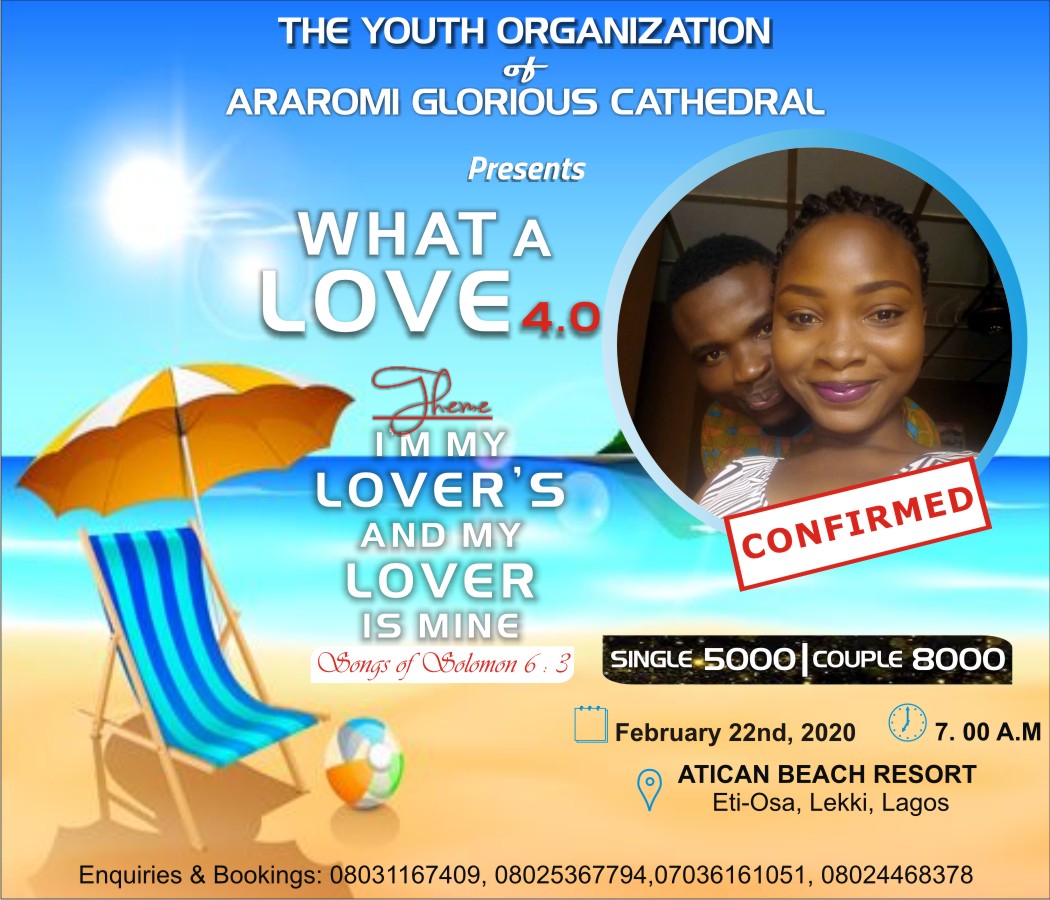 THE YOUTH ORGANIZATION
of
ARAROMI GLORIOUS CATHEDRAL
Presents
WHAT A
LOVE 4.0
Theme
I'M MY
LOVER'S
AND MY
LOVER
IS MINE
Songs of Solomon 6 : 3
CONFIRMED
SINGLE 5000|COUPLE 8000
February 22nd, 2020 7. 00 A.M
ATICAN BEACH RESORT
Eti-Osa, Lekki, Lagos
Enquiries & Bookings: 08031167409, 08025367794,07036161051, 08024468378